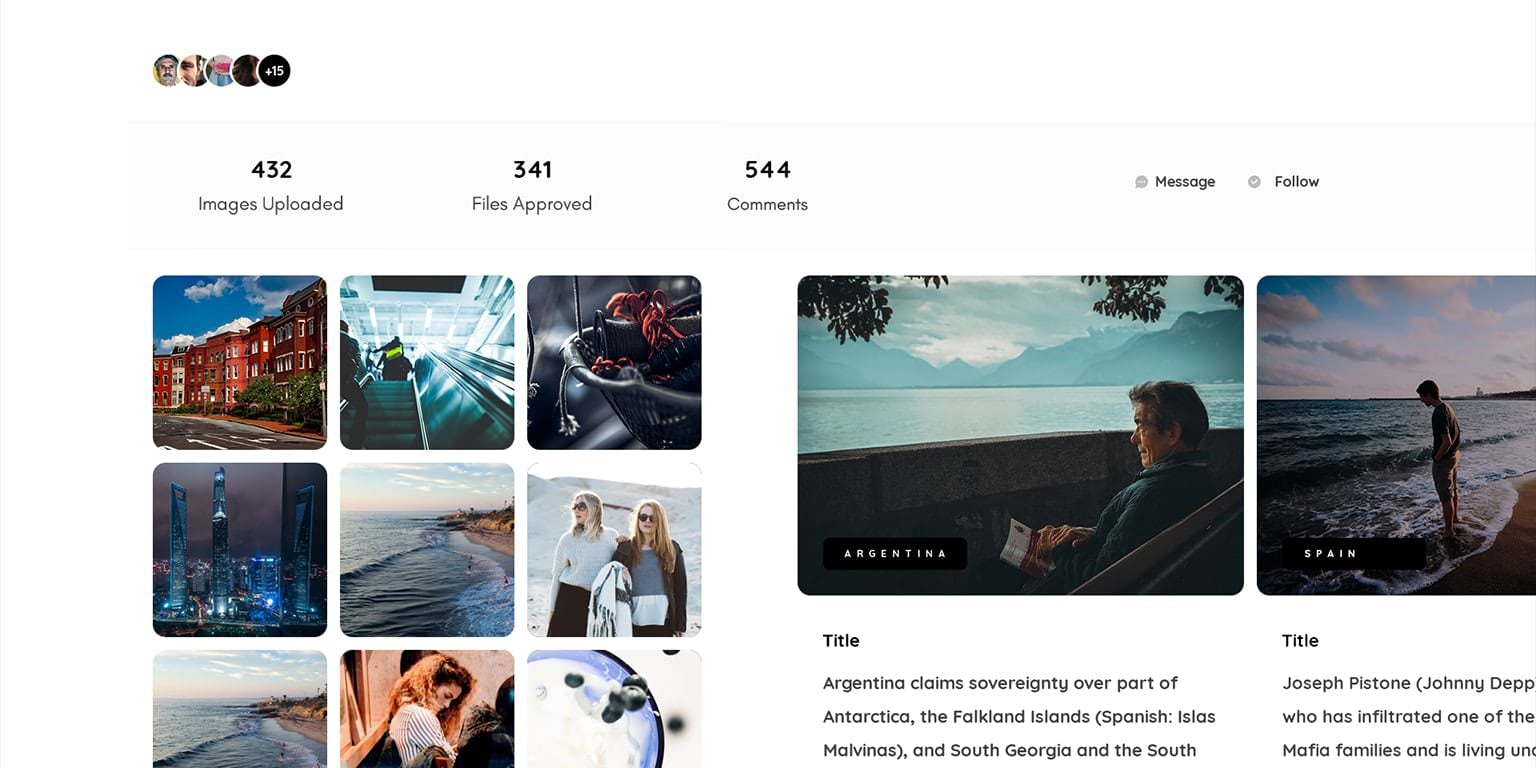 +15
432
341
544
Images Uploaded
Files Approved
Comments
Message
Follow
ARGENTINA
SPAIN
Title
Argentina claims sovereignty over part of
Antarctica, the Falkland Islands (Spanish: Islas
Malvinas), and South Georgia and the South
Title
Joseph Pistone (Johnny Depp)
who has infiltrated one of the
Mafia families and is living